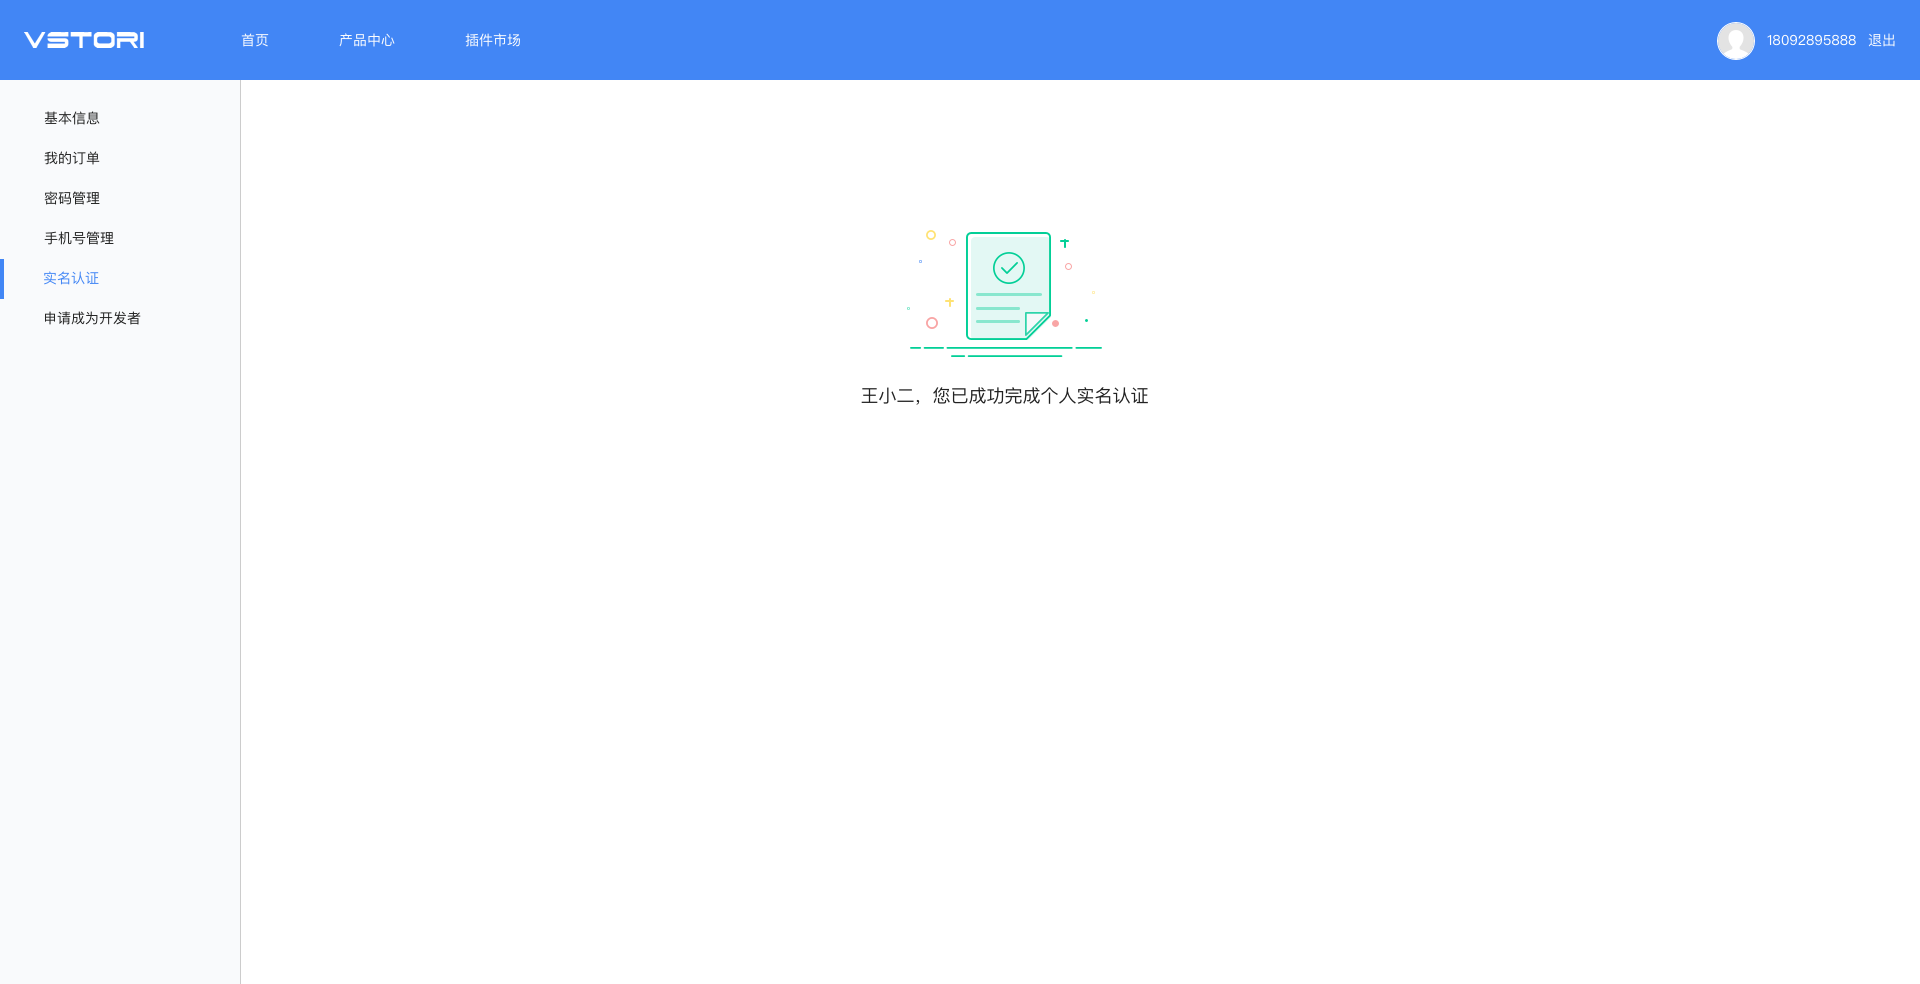 VSTORI
首页
产品中心
插件市场
18092895888
退出
基本信息
我的订单
密码管理
手机号管理
实名认证
申请成为开发者
王小二，您已成功完成个人实名认证